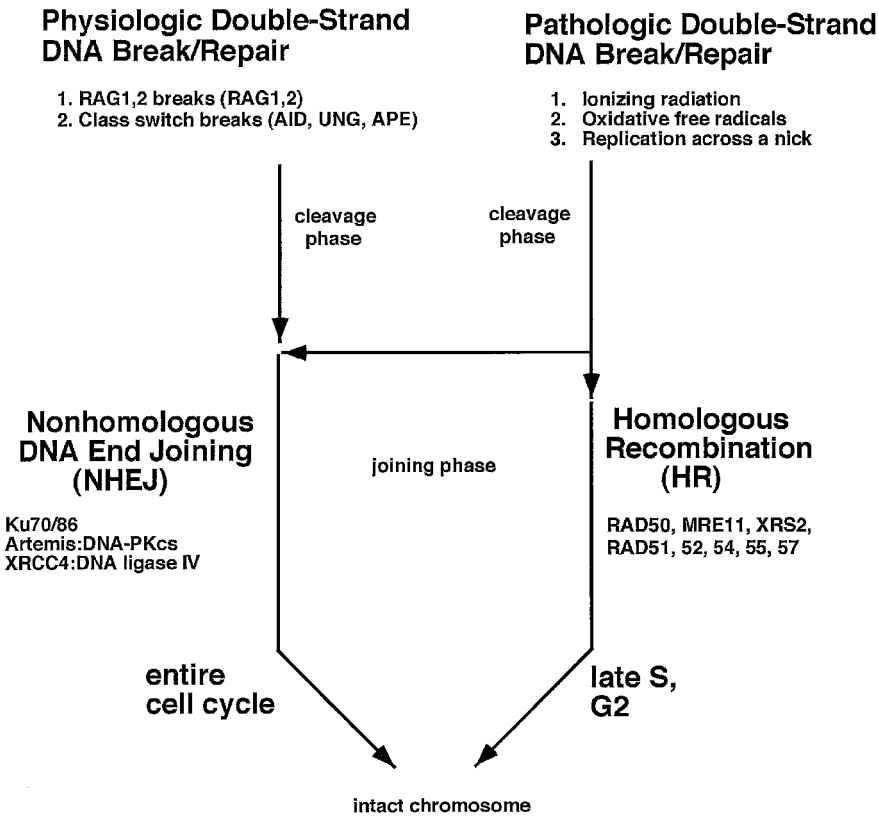 Physiologic Double-Strand
DNA Break/Repair
1. RAG1,2 breaks (RAG1,2)
2. Class switch breaks (AID, UNG, APE)
Pathologic Double-Strand
DNA Break/Repair
1. Ionizing radiation
2. Oxidative free radicals
3. Replication across a nick
cleavage
phase
cleavage
phase
Nonhomologous
DNA End Joining
(NHEJ)
Ku70/86
Artemis:DNA-PKcs
XRCC4:DNA ligase IV
joining phase
Homologous
Recombination
(HR)
RAD50, MRE11, XRS2,
RAD51, 52, 54, 55, 57
entire
cell cycle
late S,
G2
intact chromosome